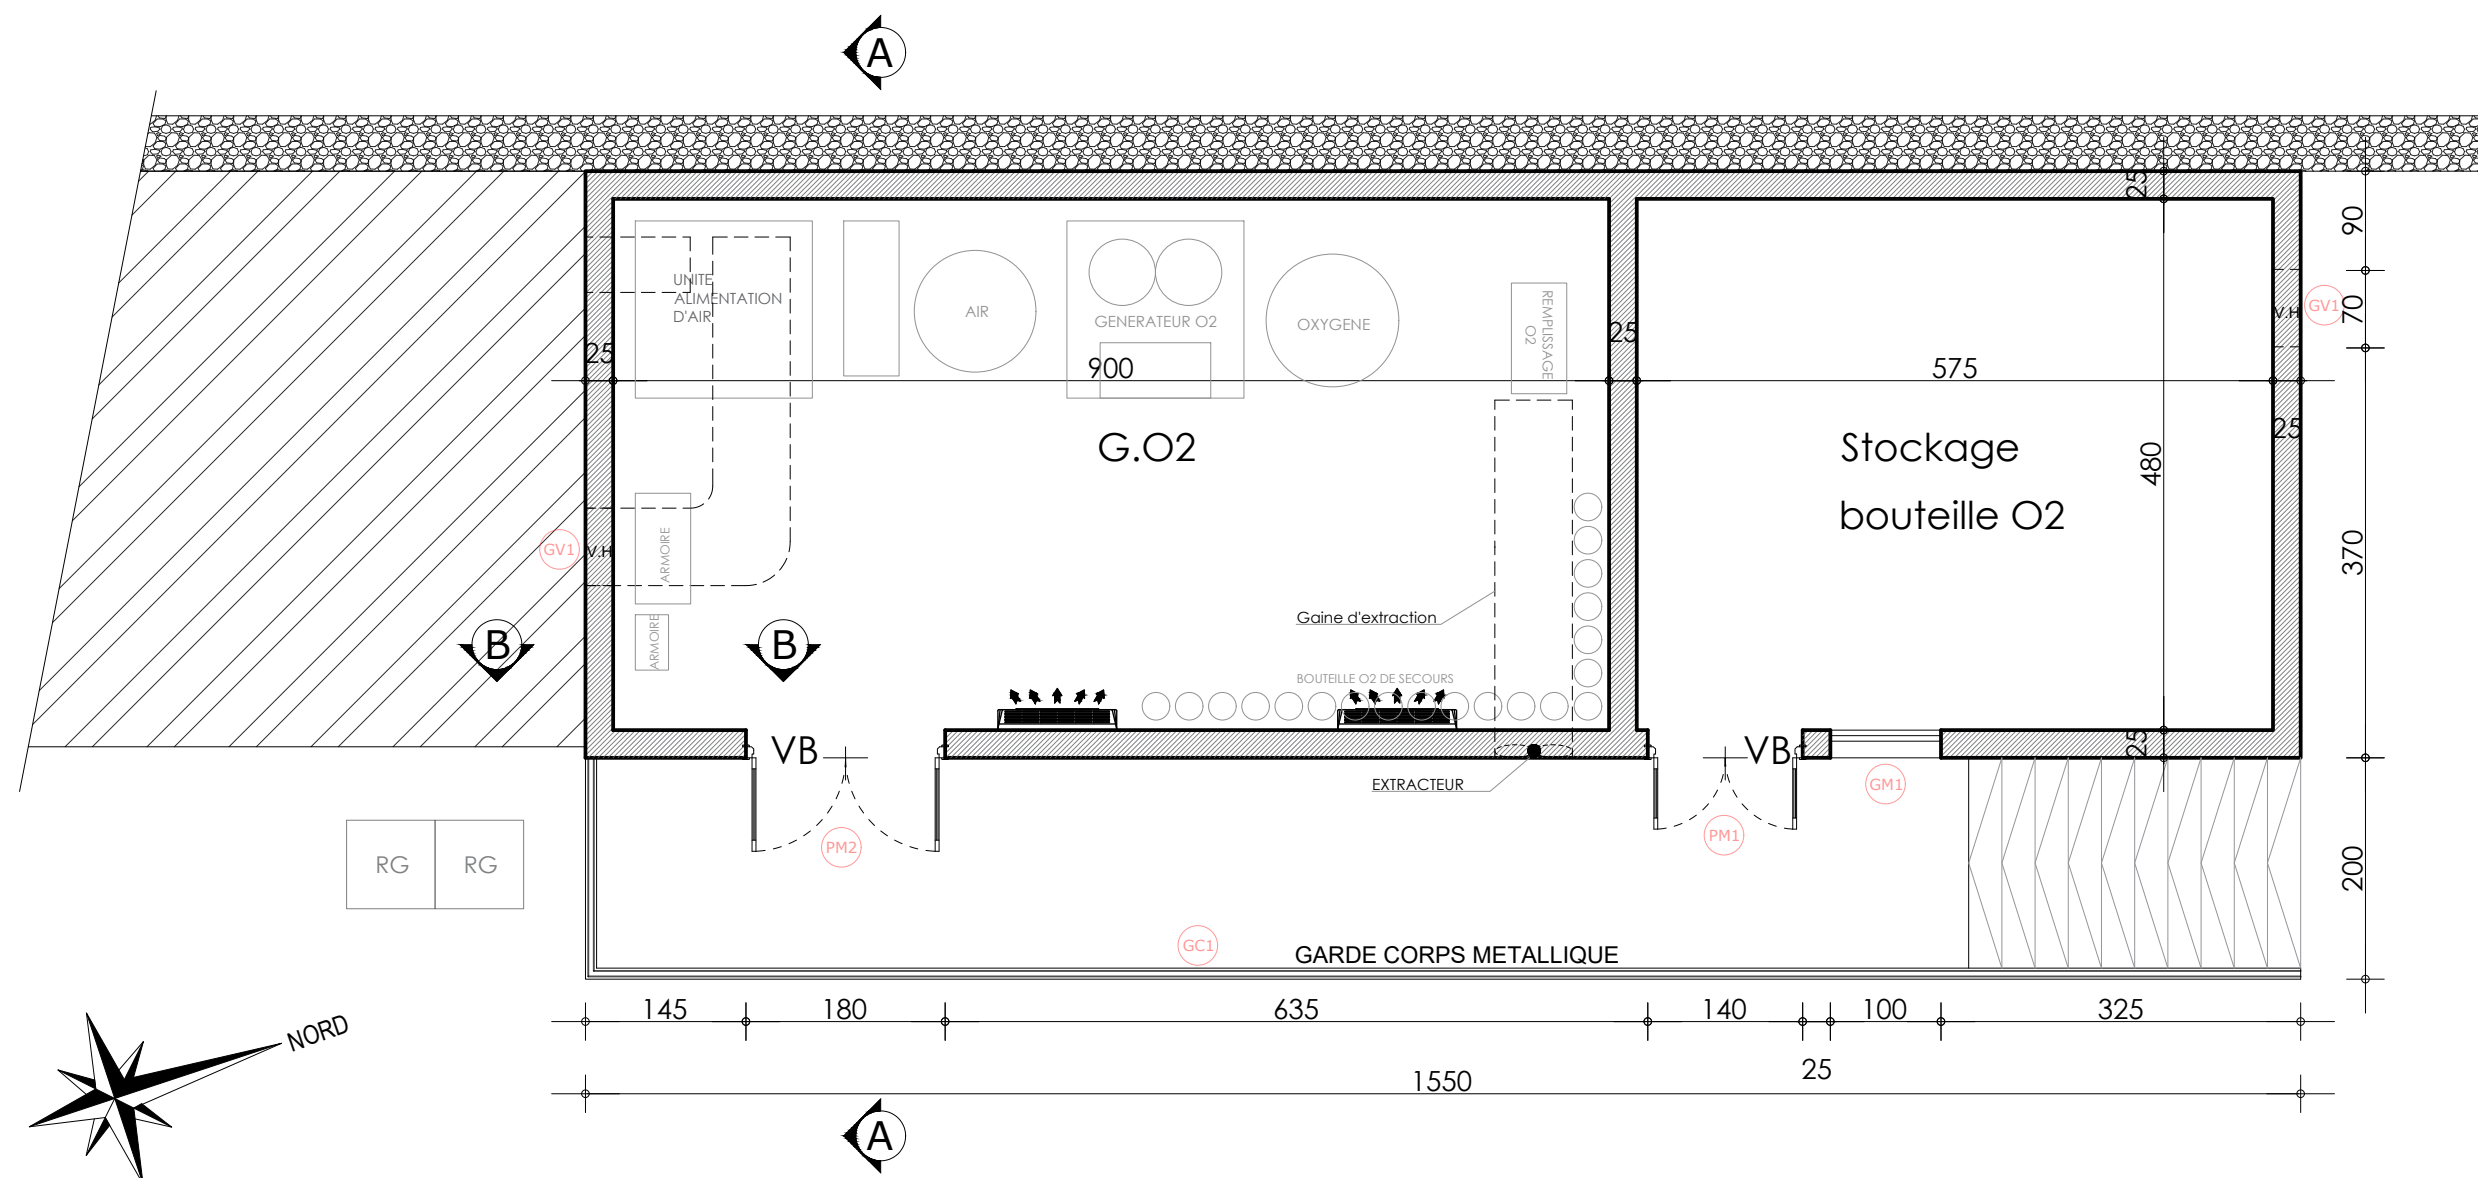 A
25
90
GV1
70
V.H
UNITE
ALIMENTATION
D'AIR
AIR
GENERATEUR O2
OXYGENE
REMPLISSAGE
O2
25
25
900
575
25
G.O2
Stockage
bouteille O2
480
370
GV1
V.H
ARMOIRE
ARMOIRE
B
B
Gaine d'extraction
BOUTEILLE O2 DE SECOURS
VB
VB
25
EXTRACTEUR
GM1
PM2
PM1
RG
RG
200
GC1
GARDE CORPS METALLIQUE
145
180
635
140
100
325
25
1550
NORD
A